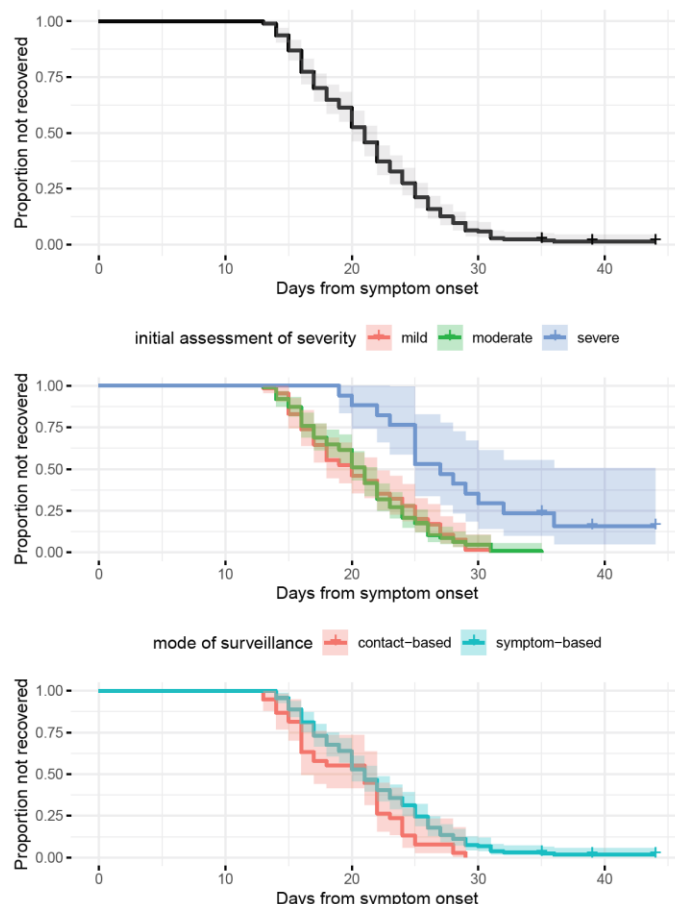 1.00
0.75
0.50
0.25
0.00
Proportion not recovered
0 10 20 30 40
Days from symptom onset
initial assessment of severity mild moderate severe
1.00
0.75
0.50
0.25
0.00
Proportion not recovered
0 10 20 30 40
Days from symptom onset
mode of surveillance contact−based symptom−based
1.00
0.75
0.50
0.25
0.00
Proportion not recovered
0 10 20 30 40
Days from symptom onset